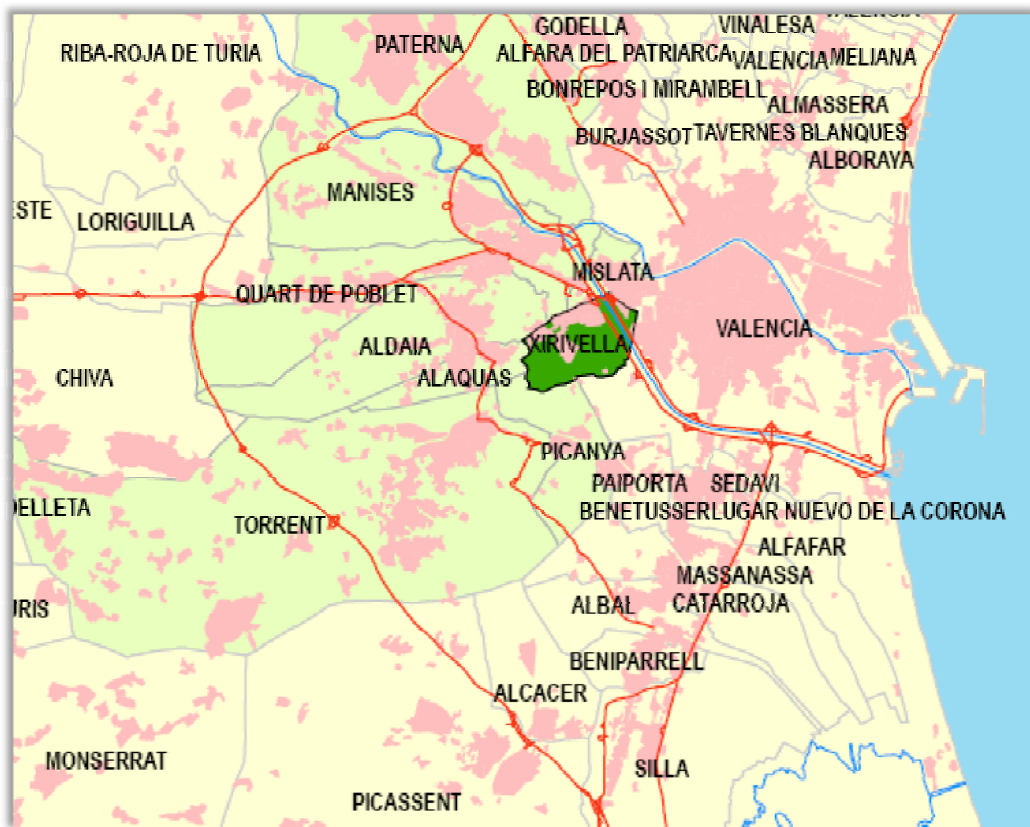 GODELLA
VINALESA
VALENCIA
RIBA-ROJA DE TURIA
PATERNA
ALFARA DEL PATRIARCA
VALENCIA
MELIANA
BONREPOS I MIRAMBELL
ALMASSERA
BURJASSOT
TAVERNES BLANQUES
ALBORAYA
MANISES
ESTE
LORIGUILLA
MISLATA
QUART DE POBLET
VALENCIA
ALDAIA
XIRIVELLA
CHIVA
ALAQUAS
PICANYA
PAIPORTA
SEDAVI
DELLETA
BENETUSSER
LUGAR NUEVO DE LA CORONA
TORRENT
ALFAFAR
MASSANASSA
URIS
ALBAL
CATARROJA
BENIPARRELL
ALCACER
MONSERRAT
SILLA
PICASSENT